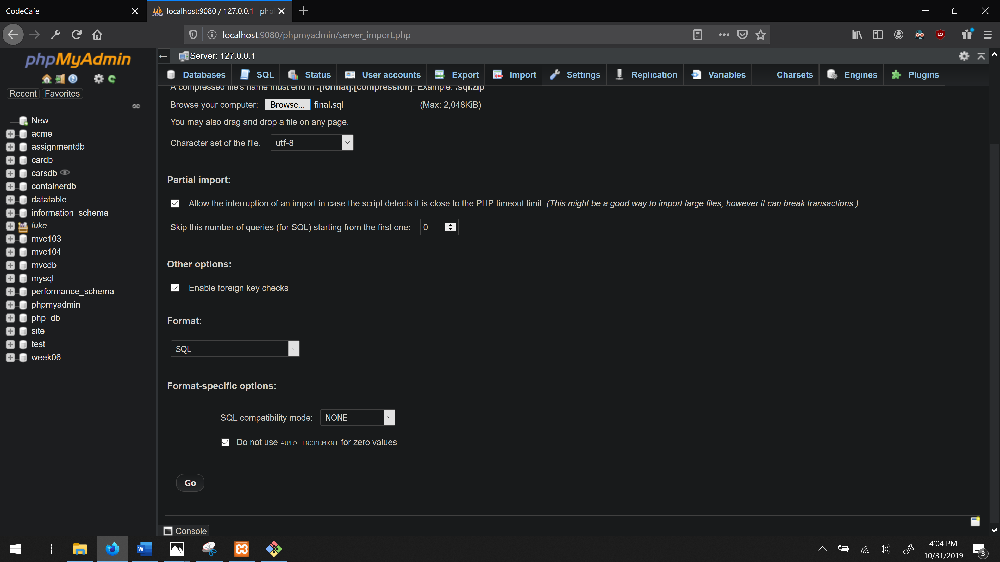 CodeCafe
localhost:9080 / 127.0.0.1 | php
localhost:9080/phpmyadmin/server_import.php
phpMyAdmin
Recent
Favorites
New
acme
assignmentdb
cardb
carsdb
containerdb
datatable
information_schema
luke
mvc103
mvc104
mvcdb
mysql
performance_schema
phpmyadmin
php_db
site
test
week06
Server: 127.0.0.1
Databases SQL Status User accounts Export Import Settings Replication Variables Charsets Engines Plugins
A compressed file's name must end in .[format].[compression]. Example: .sql.zip
Browse your computer: Browse... final.sql (Max: 2,048KiB)
You may also drag and drop a file on any page.
Character set of the file: utf-8
Partial import:
Allow the interruption of an import in case the script detects it is close to the PHP timeout limit. (This might be a good way to import large files, however it can break transactions.)
Skip this number of queries (for SQL) starting from the first one: 0
Other options:
Enable foreign key checks
Format:
SQL
Format-specific options:
SQL compatibility mode: NONE
Do not use AUTO_INCREMENT for zero values
Go
Console
4:04 PM
10/31/2019
3